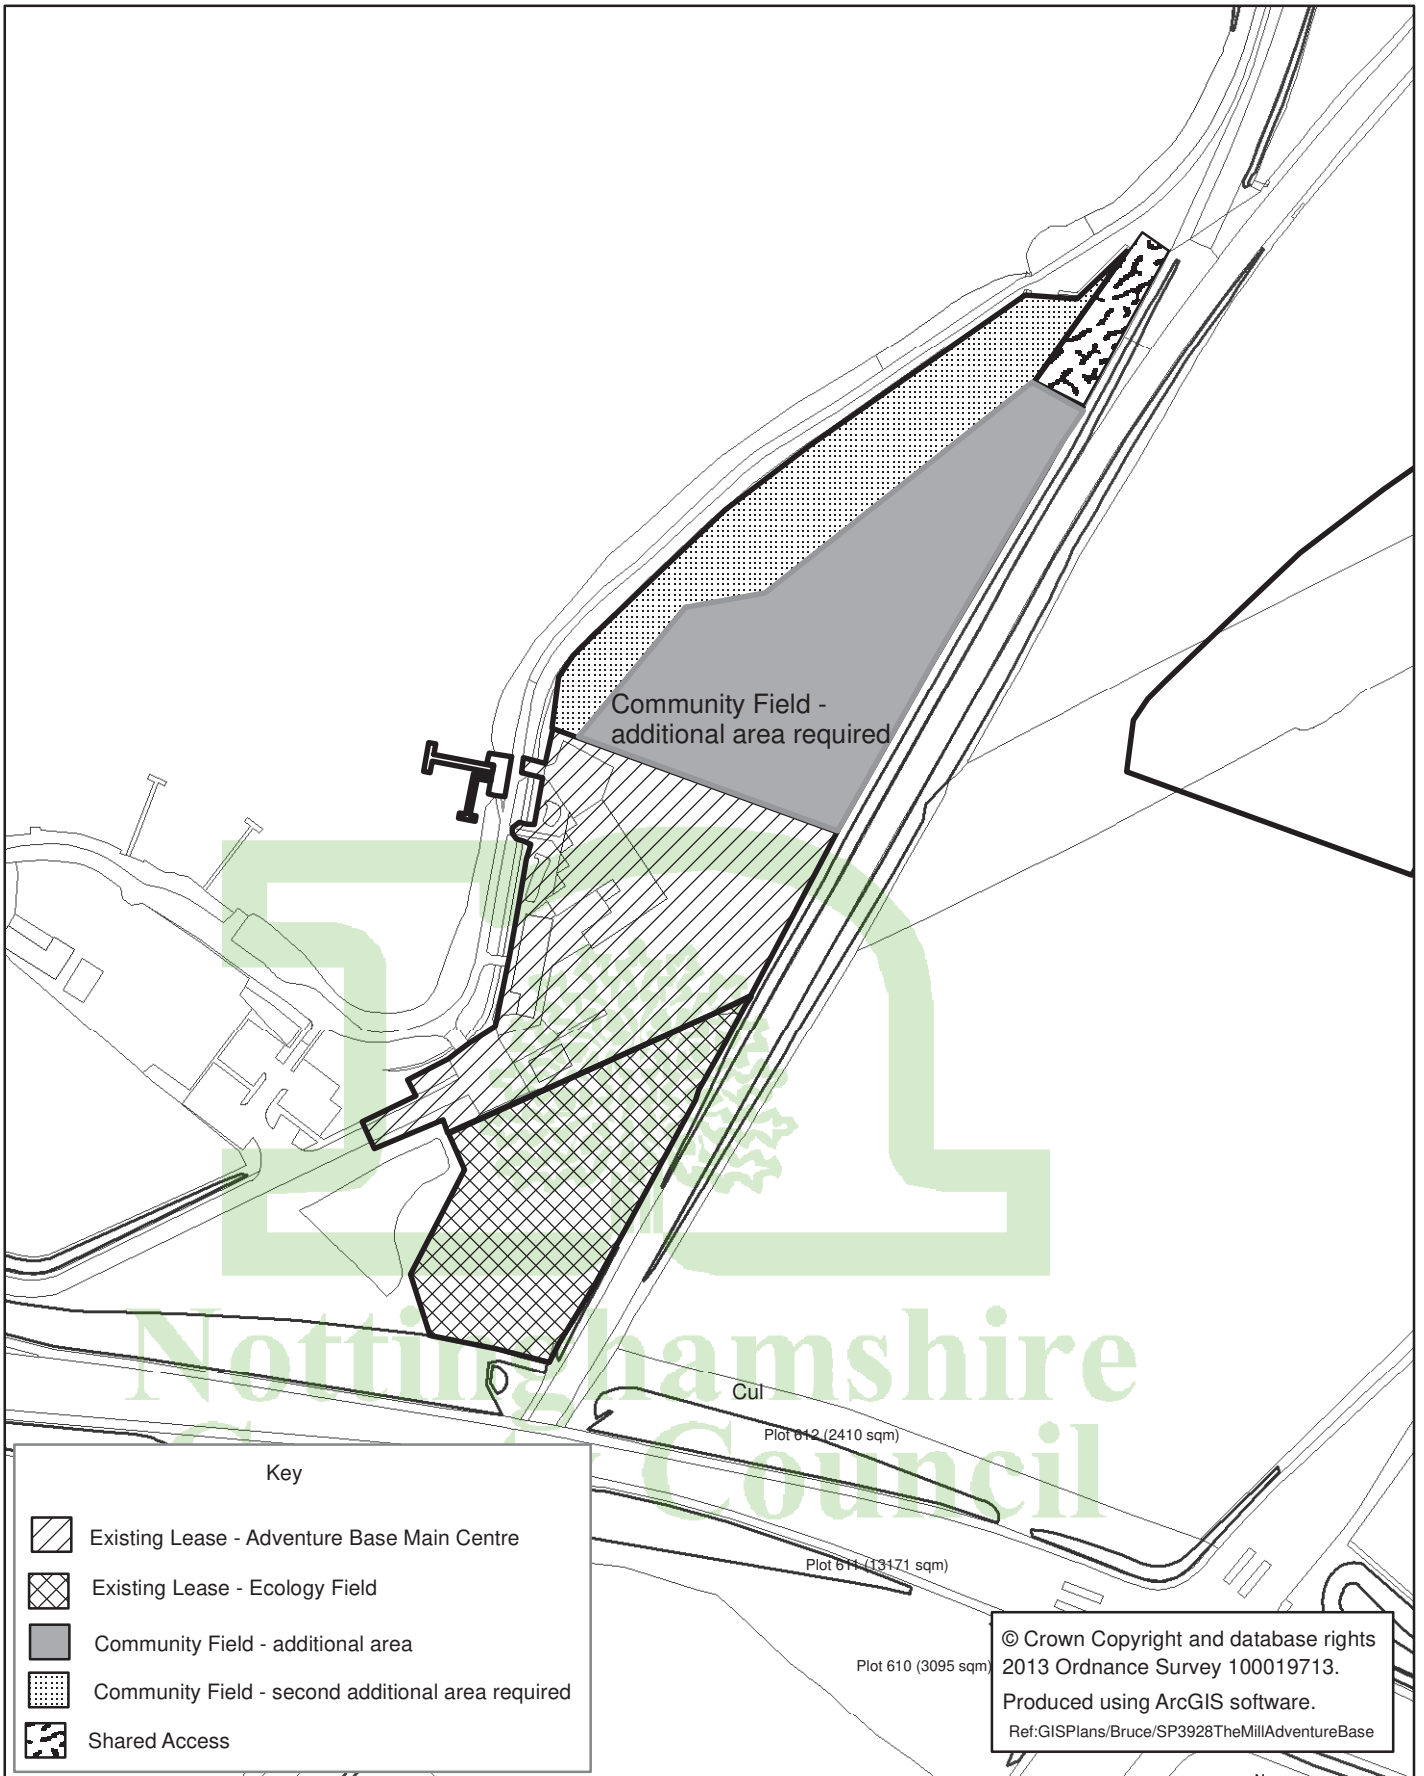 Community Field -
additional area required
Nottinghamshire
Council
Cul
Plot 612 (2410 sqm)
Plot 611 (13171 sqm)
Plot 610 (3095 sqm)
Key
Existing Lease - Adventure Base Main Centre
Existing Lease - Ecology Field
Community Field - additional area
Community Field - second additional area required
Shared Access
© Crown Copyright and database rights
2013 Ordnance Survey 100019713.
Produced using ArcGIS software.
Ref:GISPlans/Bruce/SP3928TheMillAdventureBase